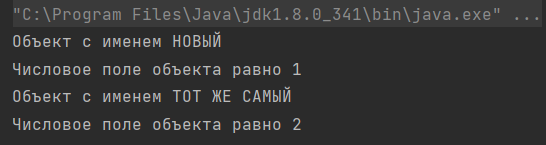 "C:\Program Files\Java\jdk1.8.0_341\bin\java.exe" ...
Объект с именем НОВЫЙ
Числовое поле объекта равно 1
Объект с именем ТОТ ЖЕ САМЫЙ
Числовое поле объекта равно 2